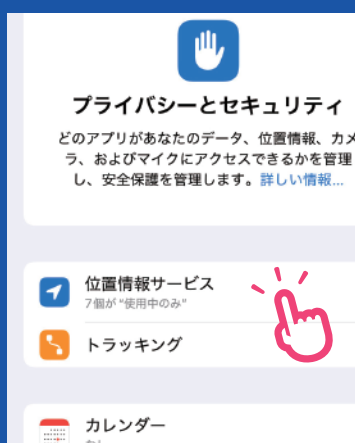 プライバシーとセキュリティ
どのアプリがあなたのデータ、位置情報、カメ
ラ、およびマイクにアクセスできるかを管理
し、安全保護を管理します。詳しい情報...
位置情報サービス
7個が“使用中のみ”
トラッキング
カレンダー